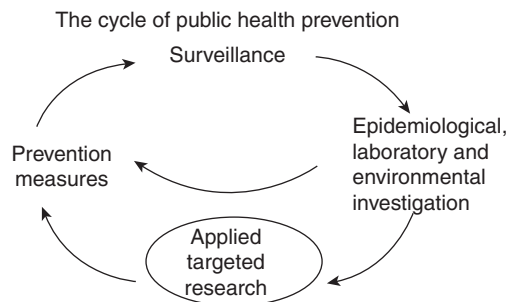 The cycle of public health prevention
Surveillance
Epidemiological,
laboratory and
environmental
investigation
Prevention
measures
Applied
targeted
research